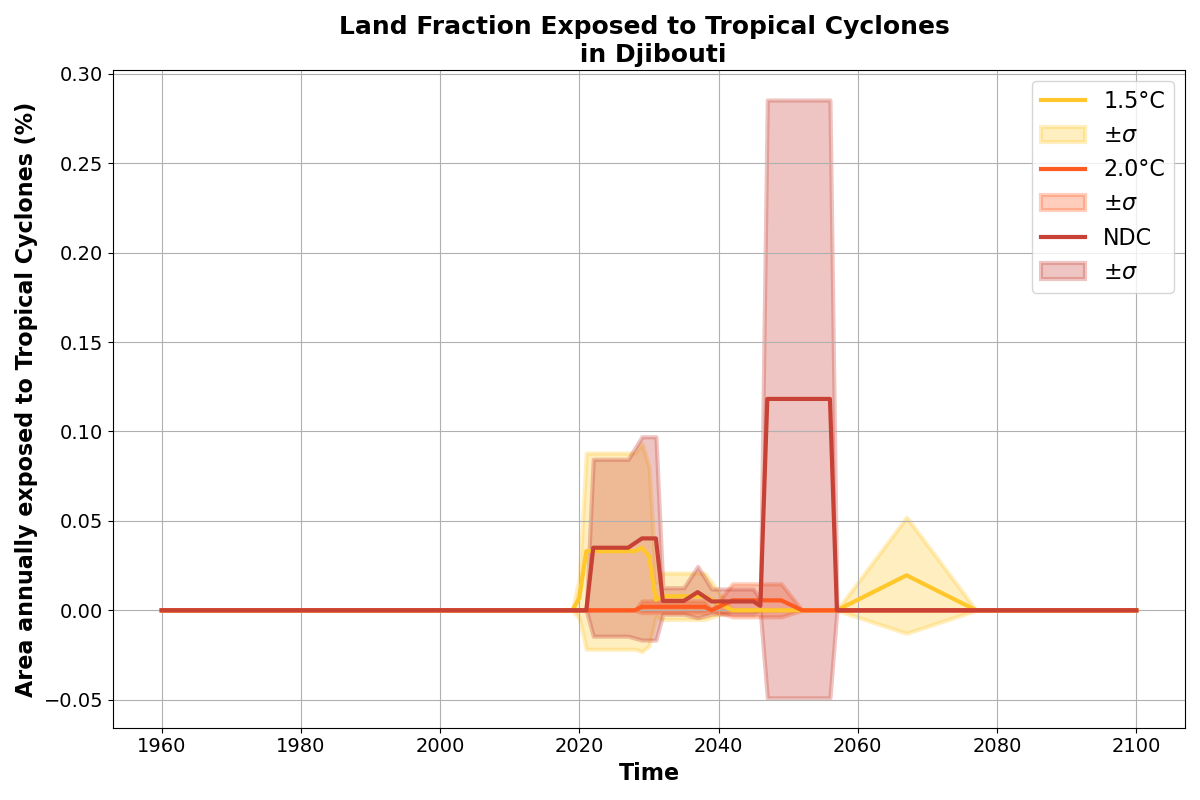 Land Fraction Exposed to Tropical Cyclones
in Djibouti
Area annually exposed to Tropical Cyclones (%)
0.30
0.25
0.20
0.15
0.10
0.05
0.00
−0.05
1.5°C
±σ
2.0°C
±σ
NDC
±σ
1960 1980 2000 2020 2040 2060 2080 2100
Time